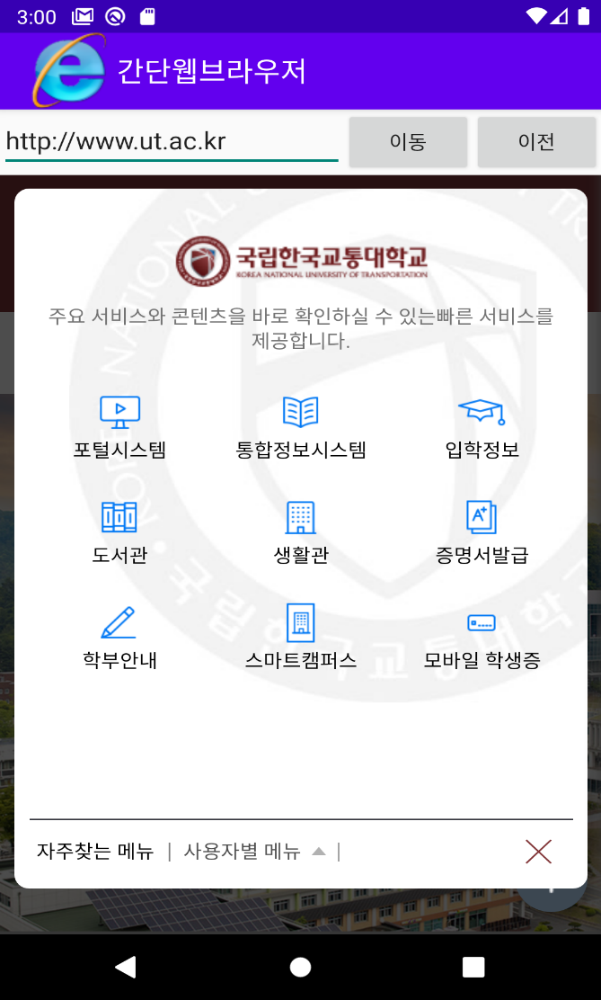 3:00
간단웹브라우저
http://www.ut.ac.kr
이동
이전
국립한국교통대학교
KOREA NATIONAL UNIVERSITY OF TRANSPORTATION
주요 서비스와 콘텐츠을 바로 확인하실 수 있는빠른 서비스를
제공합니다.
포털시스템
통합정보시스템
입학정보
도서관
생활관
증명서발급
학부안내
스마트캠퍼스
모바일 학생증
자주찾는 메뉴 | 사용자별 메뉴 |